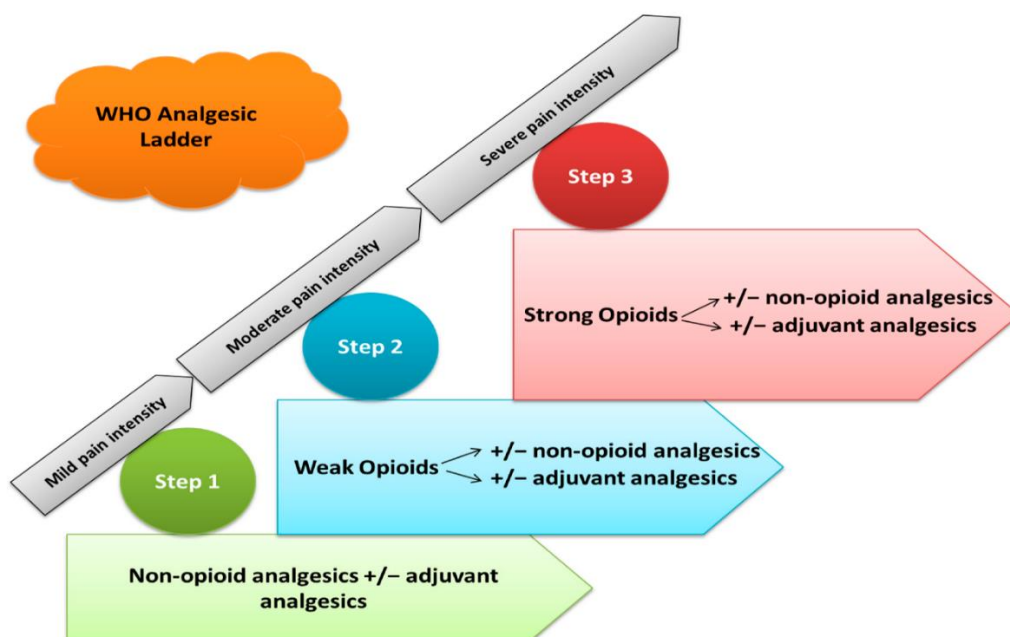 WHO Analgesic
Ladder
Severe pain intensity
Step 3
Strong Opioids
+/− non-opioid analgesics
+/− adjuvant analgesics
Moderate pain intensity
Step 2
Weak Opioids
+/− non-opioid analgesics
+/− adjuvant analgesics
Mild pain intensity
Step 1
Non-opioid analgesics +/− adjuvant
analgesics